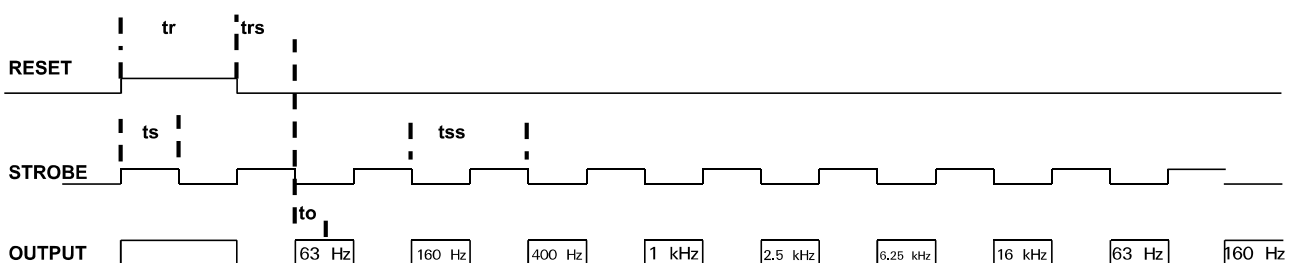 tr trs
RESET
ts tss
STROBE
to
OUTPUT 63 Hz 160 Hz 400 Hz 1 kHz 2.5 kHz 6.25 kHz 16 kHz 63 Hz 160 Hz